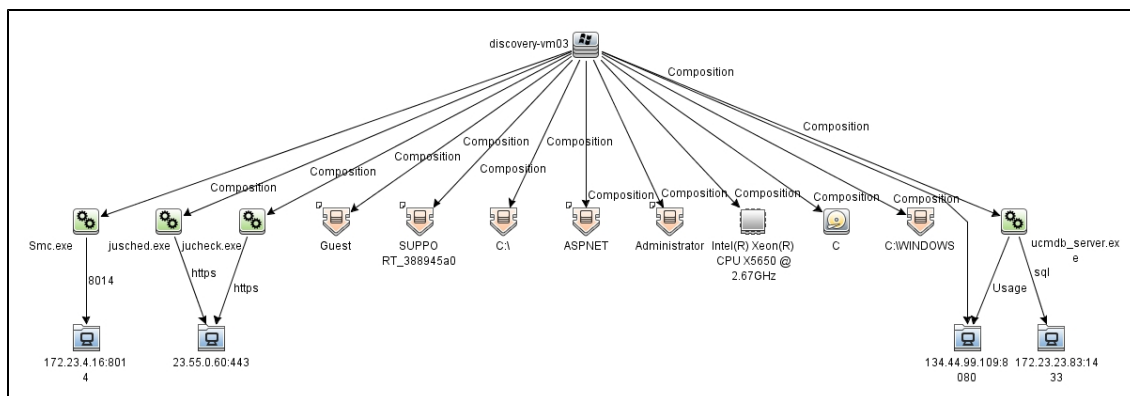 discovery-vm03
Composition
Composition
Composition
Composition
Composition
Composition
Composition
Composition
Composition
Composition
Composition
Composition
Smc.exe
jusched.exe
jucheck.exe
Guest
SUPPO
RT_388945a0
C:\
ASPNET
Administrator
Intel(R) Xeon(R)
CPU X5650 @
2.67GHz
C
C:\WINDOWS
ucmdb_server.ex
e
8014
https
https
Usage
sql
172.23.4.16:801
4
23.55.0.60:443
134.44.99.109:8
080
172.23.23.83:14
33